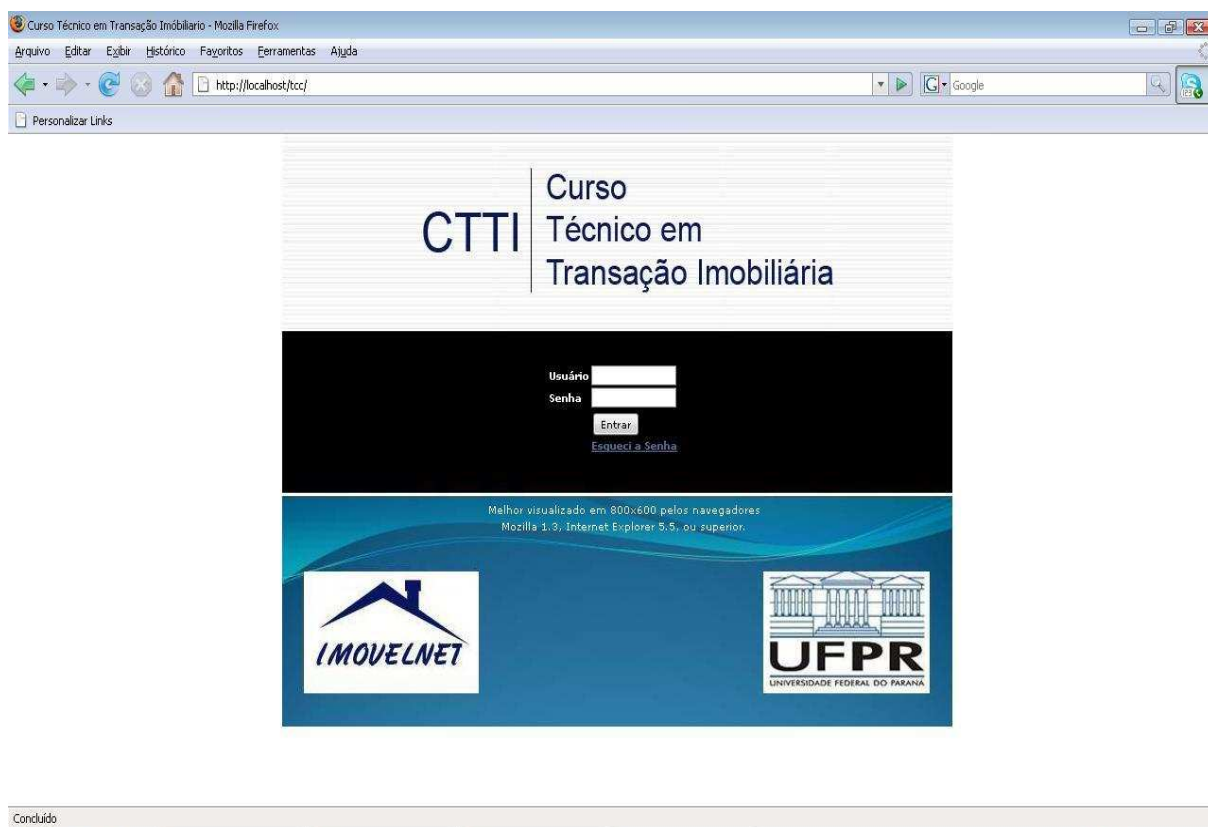 Curso Técnico em Transação Imóbiliario - Mozilla Firefox
Arquivo Editar Exibir Histórico Favoritos Ferramentas Ajuda
http://localhost/tcc/
G Google
Personalizar Links
CTTI
Curso
Técnico em
Transação Imobiliária
Usuário
Senha
Entrar
Esqueci a Senha
Melhor visualizado em 800x600 pelos navegadores
Mozilla 1.3, Internet Explorer 5.5, ou superior.
IMOVELNET
UFPR
UNIVERSIDADE FEDERAL DO PARANÁ
Concluído